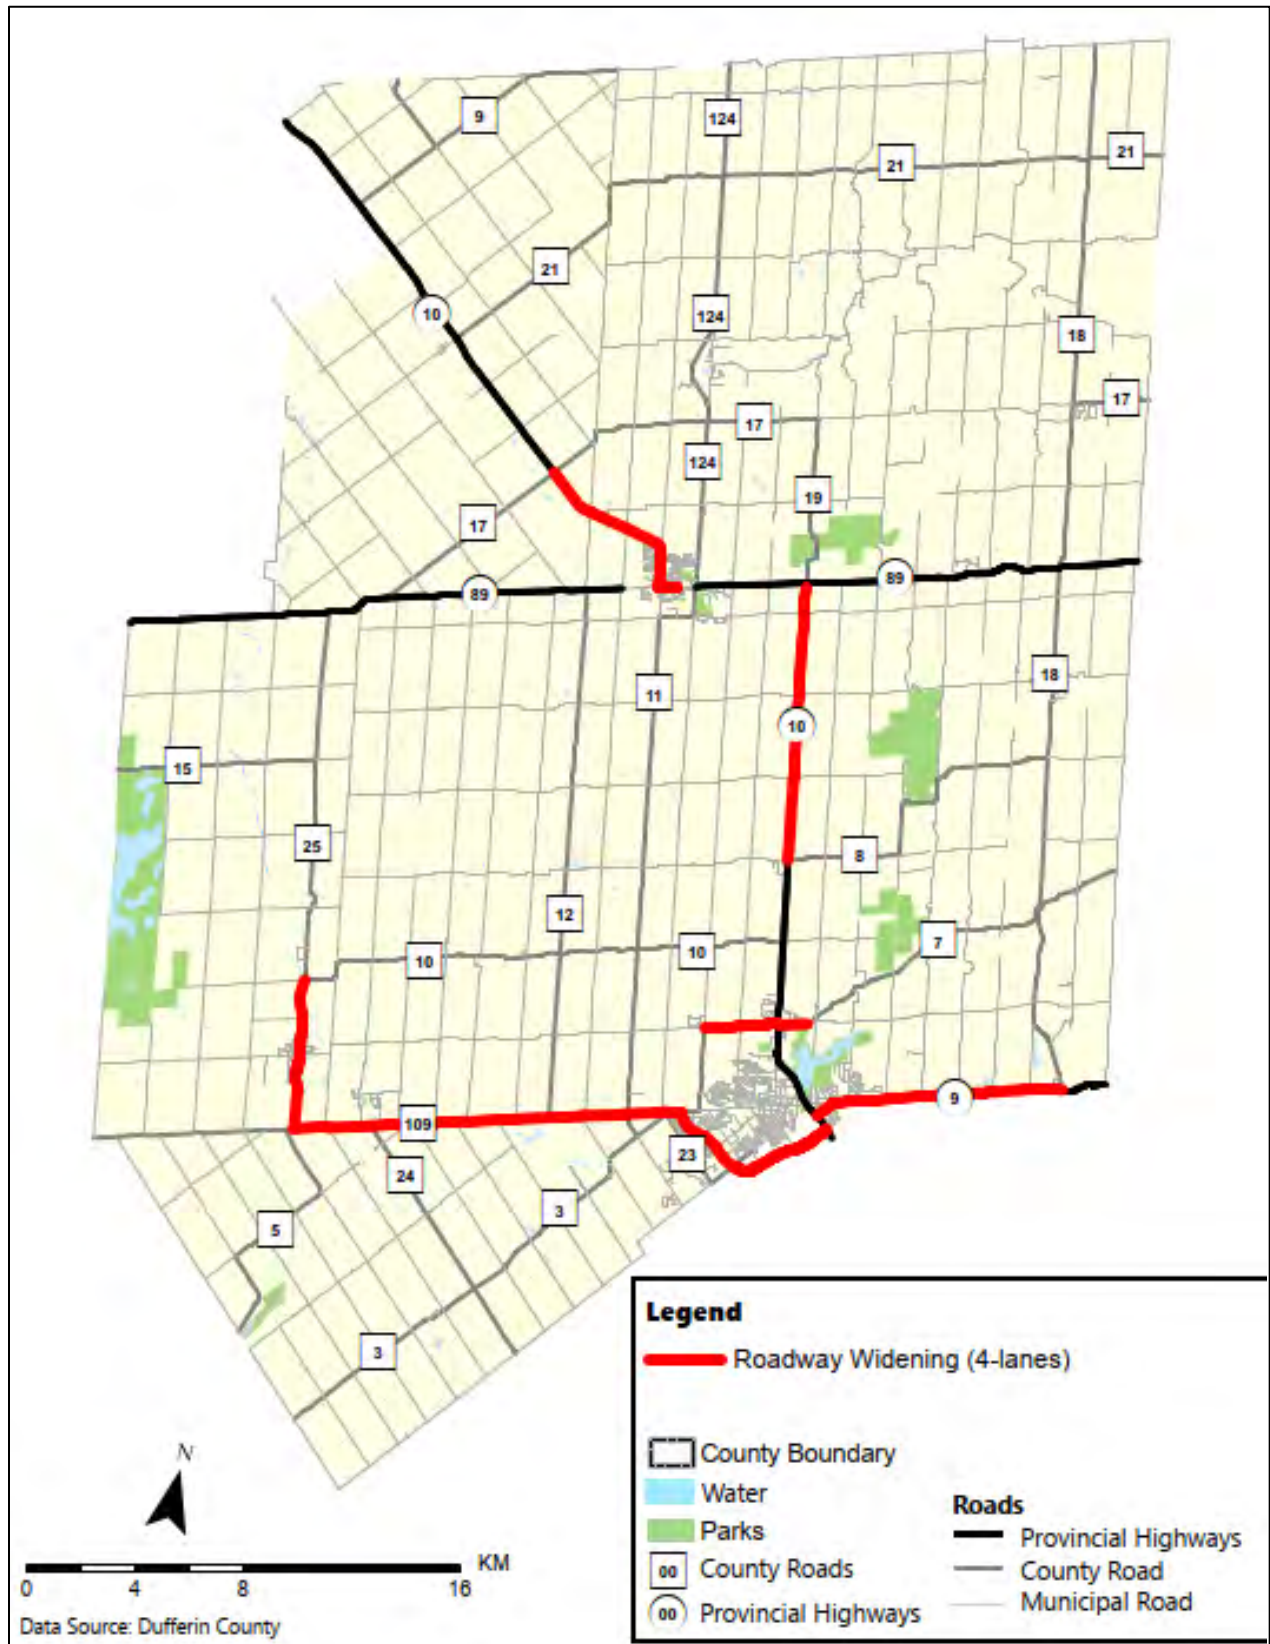 9
124
21
21
21
10
124
18
17
17
124
19
17
89
89
18
11
10
15
25
8
12
10
10
7
9
109
23
24
3
5
3
Legend
Roadway Widening (4-lanes)
County Boundary
Water
Parks
00 County Roads
00 Provincial Highways
Roads
Provincial Highways
County Road
Municipal Road
N
KM
0 4 8 16
Data Source: Dufferin County